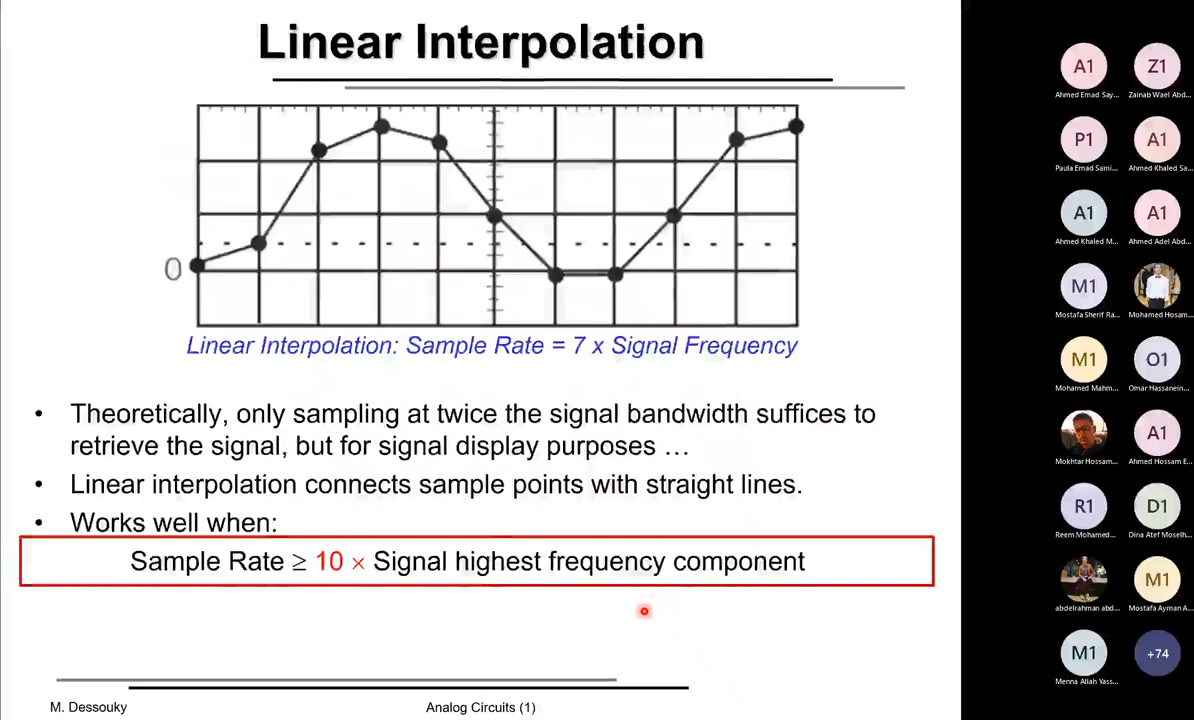 Linear Interpolation
0
Linear Interpolation: Sample Rate = 7 x Signal Frequency
• Theoretically, only sampling at twice the signal bandwidth suffices to
retrieve the signal, but for signal display purposes …
• Linear interpolation connects sample points with straight lines.
• Works well when:
Sample Rate ≥ 10 × Signal highest frequency component
M. Dessouky
Analog Circuits (1)
A1
Z1
Ahmed Emad Say...
Zainab Wael Abd...
P1
A1
Paula Emad Sami...
Ahmed Khaled Sa...
A1
A1
Ahmed Khaled M...
Ahmed Adel Abd...
M1
Mostafa Sherif Ra...
Mohamed Hosam...
M1
O1
Mohamed Mahm...
Omar Hassanein...
A1
Mokhtar Hossam...
Ahmed Hossam E...
R1
D1
Reem Mohamed...
Dina Atef Moselh...
M1
abdelrahman abd...
Mostafa Ayman A...
M1
+74
Menna Allah Yass...